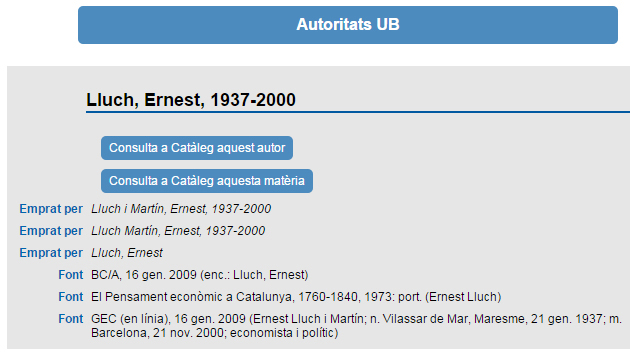 Autoritats UB
Lluch, Ernest, 1937-2000
Consulta a Catàleg aquest autor
Consulta a Catàleg aquesta matèria
Emprat per Lluch i Martín, Ernest, 1937-2000
Emprat per Lluch Martín, Ernest, 1937-2000
Emprat per Lluch, Ernest
Font BC/A, 16 gen. 2009 (enc.: Lluch, Ernest)
Font El Pensament econòmic a Catalunya, 1760-1840, 1973: port. (Ernest Lluch)
Font GEC (en línia), 16 gen. 2009 (Ernest Lluch i Martín; n. Vilassar de Mar, Maresme, 21 gen. 1937; m.
Barcelona, 21 nov. 2000; economista i polític)